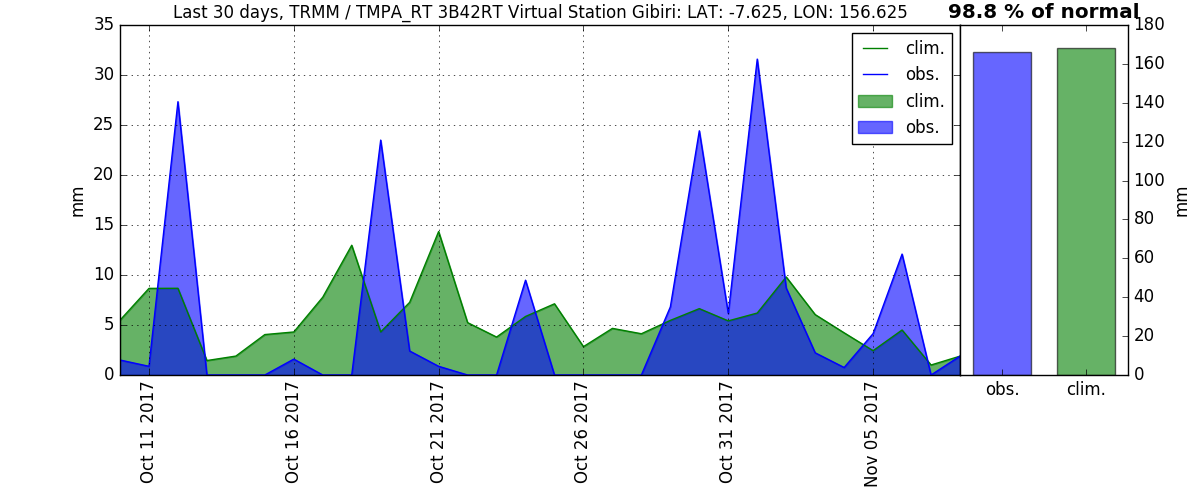 Last 30 days, TRMM / TMPA_RT 3B42RT Virtual Station Gibiri: LAT: -7.625, LON: 156.625
98.8 % of normal
35
30
25
20
15
10
5
0
mm
clim.
obs.
clim.
obs.
180
160
140
120
100
80
60
40
20
0
mm
obs.
clim.
Oct 11 2017
Oct 16 2017
Oct 21 2017
Oct 26 2017
Oct 31 2017
Nov 05 2017